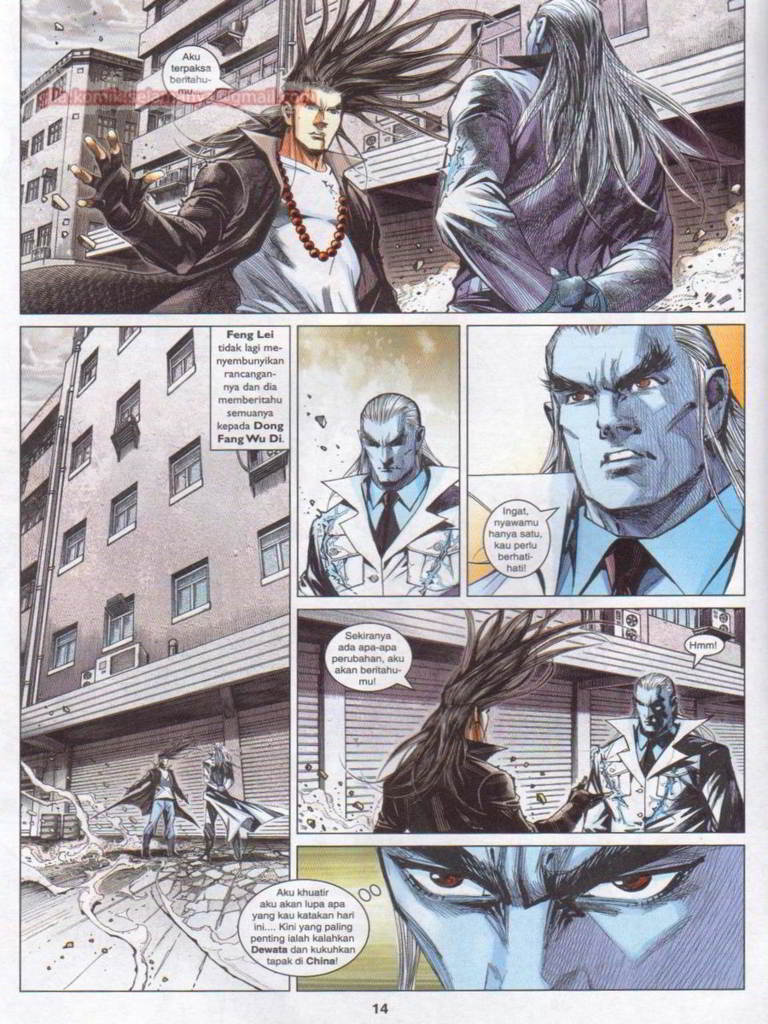 Aku
terpaksa
beritahu-
mu...
Feng Lei
tidak lagi me-
nyembunyikan
rancangan-
nya dan dia
memberitahu
semuanya
kepada Dong
Fang Wu Di.
Ingat,
nyawamu
hanya satu,
kau perlu
berhati-
hati!
Sekiranya
ada apa-apa
perubahan, aku
akan beritahu-
mu!
Hmm!
Aku khuatir
aku akan lupa apa
yang kau katakan hari
ini.... Kini yang paling
penting ialah kalahkan
Dewata dan kukuhkan
tapak di China!
14